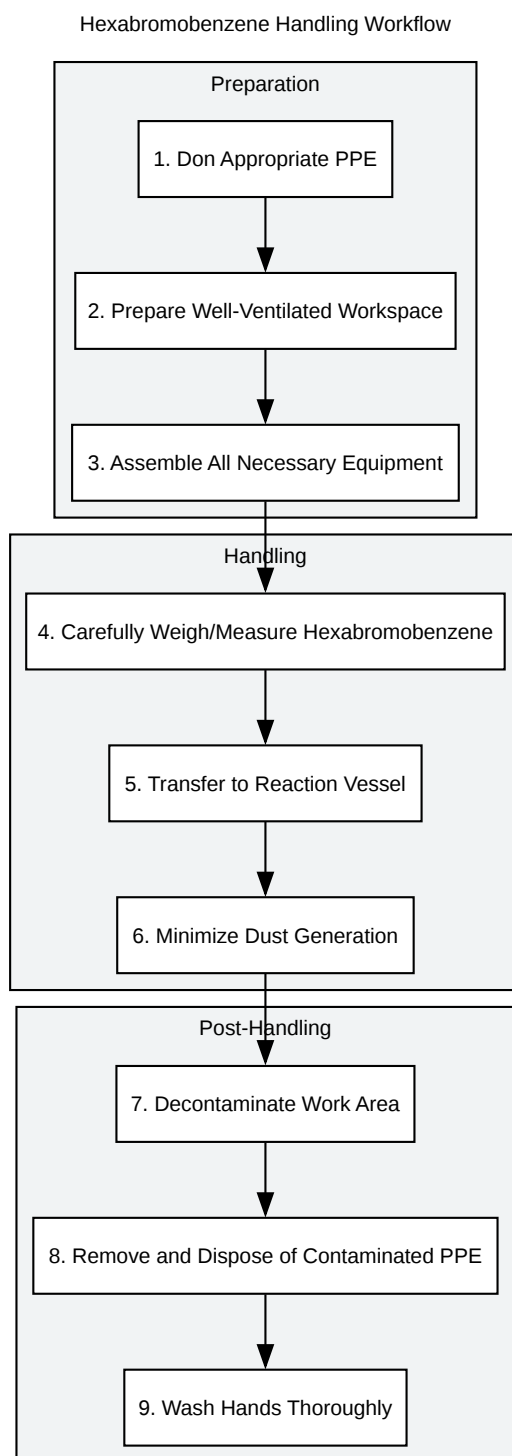 Hexabromobenzene Handling Workflow
Preparation
1. Don Appropriate PPE
2. Prepare Well-Ventilated Workspace
3. Assemble All Necessary Equipment
Handling
4. Carefully Weigh/Measure Hexabromobenzene
5. Transfer to Reaction Vessel
6. Minimize Dust Generation
Post-Handling
7. Decontaminate Work Area
8. Remove and Dispose of Contaminated PPE
9. Wash Hands Thoroughly